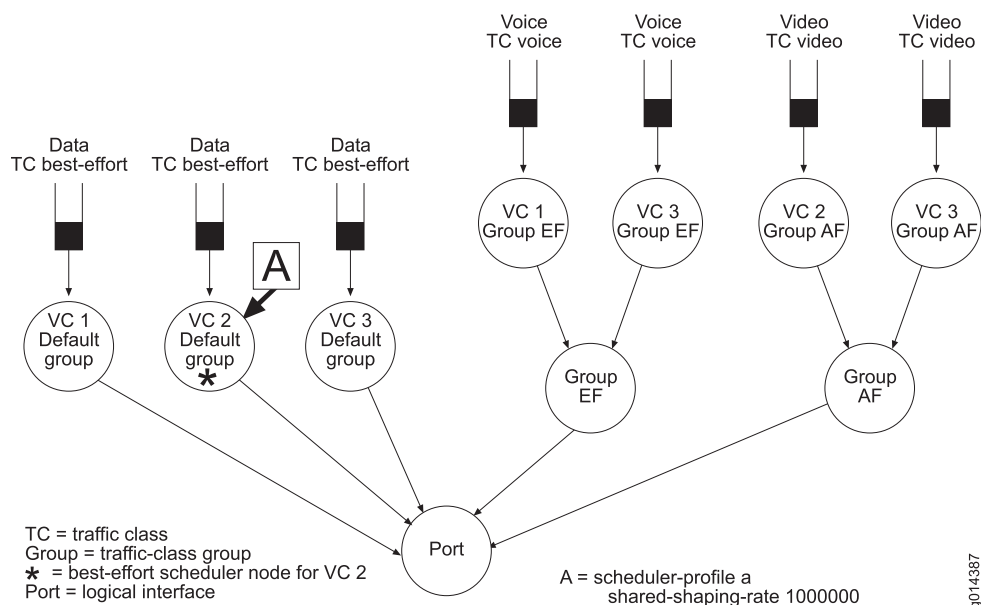 Voice
TC voice
Voice
TC voice
Video
TC video
Video
TC video
Data
TC best-effort
Data
TC best-effort
Data
TC best-effort
VC 1
Group EF
VC 3
Group EF
VC 2
Group AF
VC 3
Group AF
A
VC 1
Default
group
VC 2
Default
group
*
VC 3
Default
group
Group
EF
Group
AF
Port
TC = traffic class
Group = traffic-class group
* = best-effort scheduler node for VC 2
Port = logical interface
A = scheduler-profile a
shared-shaping-rate 1000000
g014387